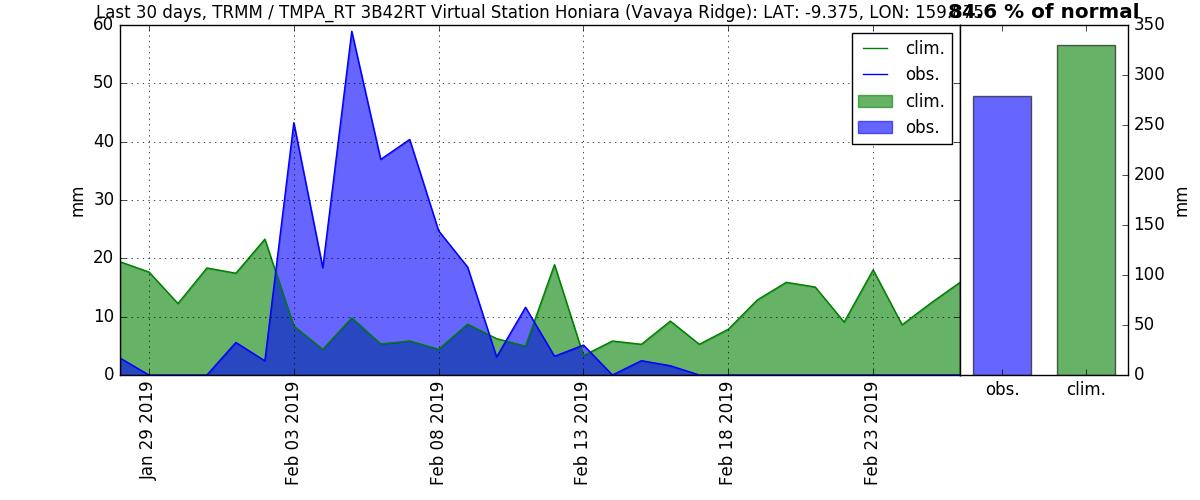 Last 30 days, TRMM / TMPA_RT 3B42RT Virtual Station Honiara (Vavaya Ridge): LAT: -9.375, LON:
84.6 % of normal
60
50
40
30
20
10
0
mm
clim.
obs.
clim.
obs.
Jan 29 2019
Feb 03 2019
Feb 08 2019
Feb 13 2019
Feb 18 2019
Feb 23 2019
350
300
250
200
150
100
50
0
mm
obs.
clim.